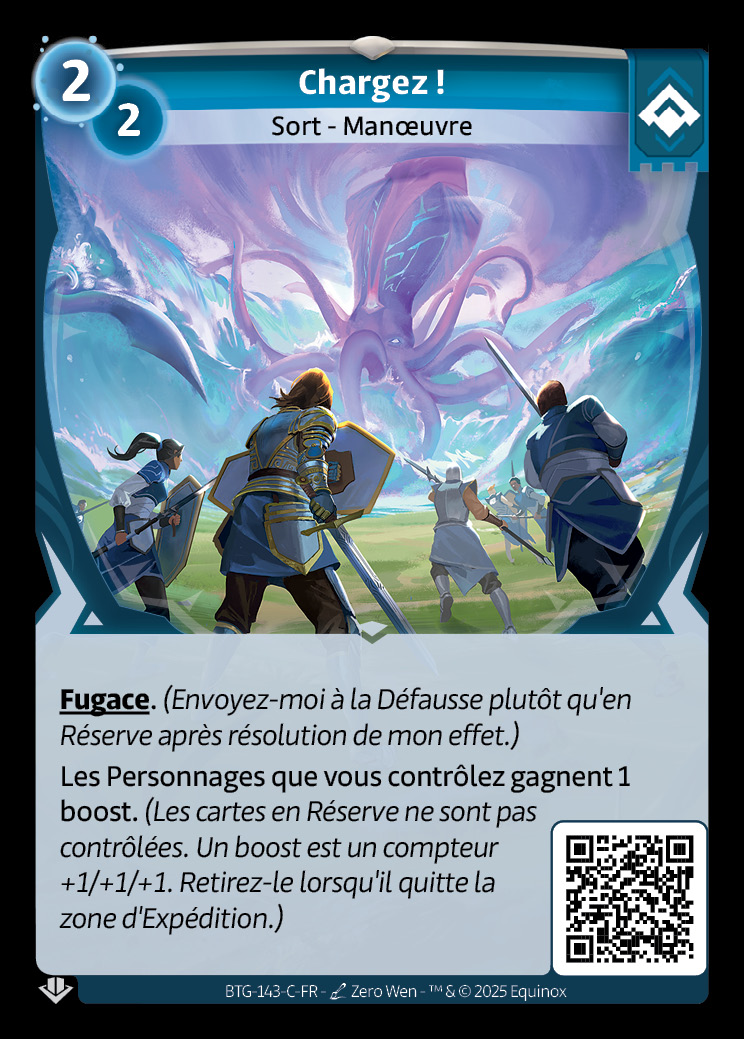 2
Chargez !
2
Sort - Manœuvre
Fugace. (Envoyez-moi à la Défausse plutôt qu'en
Réserve après résolution de mon effet.)
Les Personnages que vous contrôlez gagnent 1
boost. (Les cartes en Réserve ne sont pas
contrôlées. Un boost est un compteur
+1/+1/+1. Retirez-le lorsqu'il quitte la
zone d'Expédition.)
BTG-143-C-FR - Zero Wen - ™ & © 2025 Equinox